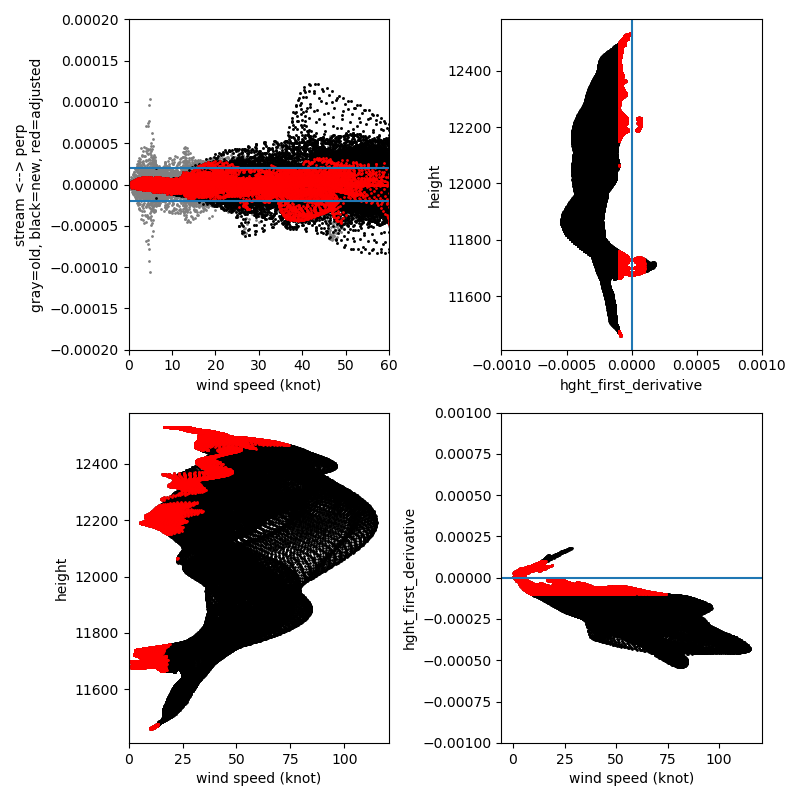 0.00020
0.00015
0.00010
0.00005
0.00000
−0.00005
−0.00010
−0.00015
−0.00020
stream <--> perp
gray=old, black=new, red=adjusted
0 10 20 30 40 50 60
wind speed (knot)
12400
12200
12000
11800
11600
height
−0.0010 −0.0005 0.0000 0.0005 0.0010
hght_first_derivative
12400
12200
12000
11800
11600
height
0 25 50 75 100
wind speed (knot)
0.00100
0.00075
0.00050
0.00025
0.00000
−0.00025
−0.00050
−0.00075
−0.00100
hght_first_derivative
0 25 50 75 100
wind speed (knot)